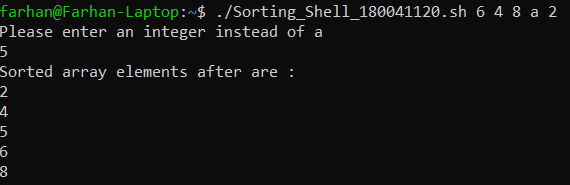 farhan@Farhan-Laptop:~$ ./Sorting_Shell_180041120.sh 6 4 8 a 2
Please enter an integer instead of a
5
Sorted array elements after are :
2
4
5
6
8